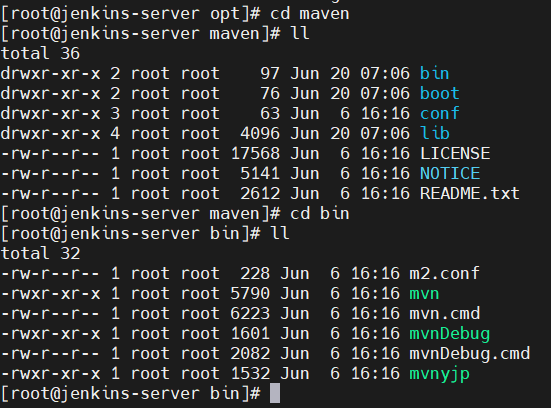 [root@jenkins-server opt]# cd maven
[root@jenkins-server maven]# ll
total 36
drwxr-xr-x 2 root root    97 Jun 20 07:06 bin
drwxr-xr-x 2 root root    76 Jun 20 07:06 boot
drwxr-xr-x 3 root root    63 Jun  6 16:16 conf
drwxr-xr-x 4 root root  4096 Jun 20 07:06 lib
-rw-r--r-- 1 root root 17568 Jun  6 16:16 LICENSE
-rw-r--r-- 1 root root  5141 Jun  6 16:16 NOTICE
-rw-r--r-- 1 root root  2612 Jun  6 16:16 README.txt
[root@jenkins-server maven]# cd bin
[root@jenkins-server bin]# ll
total 32
-rw-r--r-- 1 root root  228 Jun  6 16:16 m2.conf
-rwxr-xr-x 1 root root 5790 Jun  6 16:16 mvn
-rw-r--r-- 1 root root 6223 Jun  6 16:16 mvn.cmd
-rwxr-xr-x 1 root root 1601 Jun  6 16:16 mvnDebug
-rw-r--r-- 1 root root 2082 Jun  6 16:16 mvnDebug.cmd
-rwxr-xr-x 1 root root 1532 Jun  6 16:16 mvnyjp
[root@jenkins-server bin]#